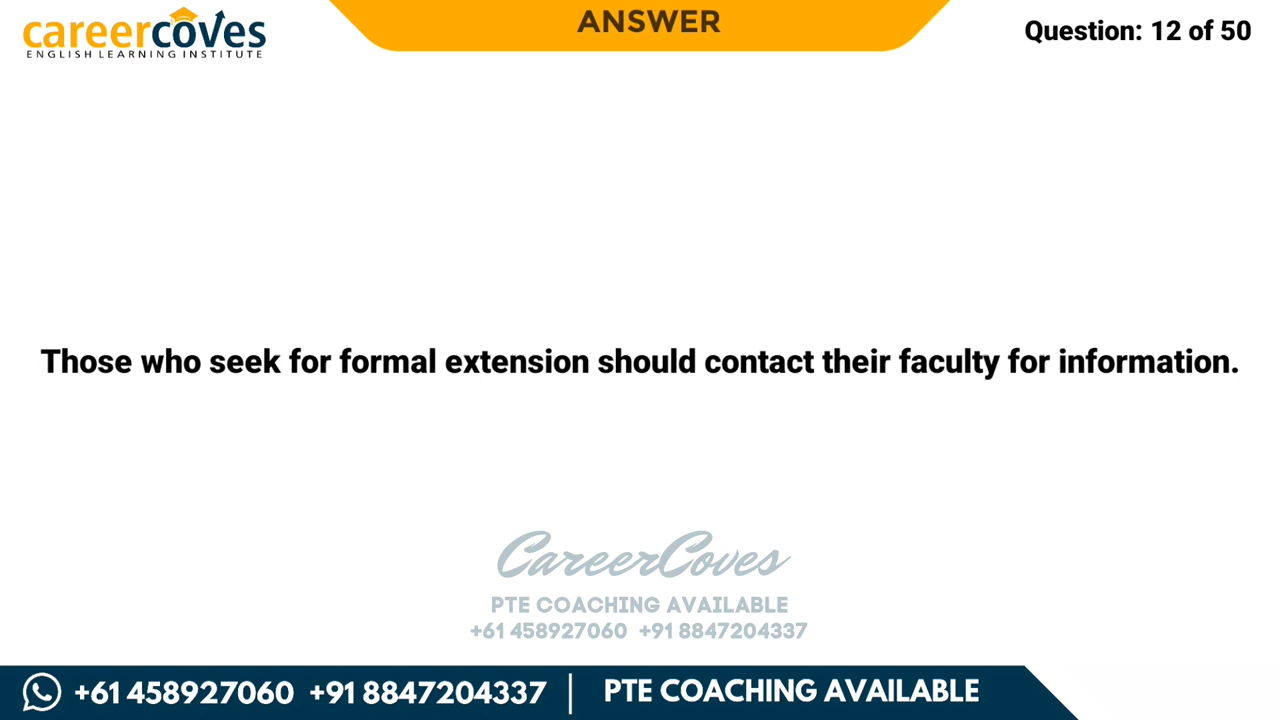 careercoves
ENGLISH LEARNING INSTITUTE
ANSWER
Question: 12 of 50
Those who seek for formal extension should contact their faculty for information.
CareerCoves
PTE COACHING AVAILABLE
+61 458927060 +91 8847204337
+61 458927060 +91 8847204337 | PTE COACHING AVAILABLE